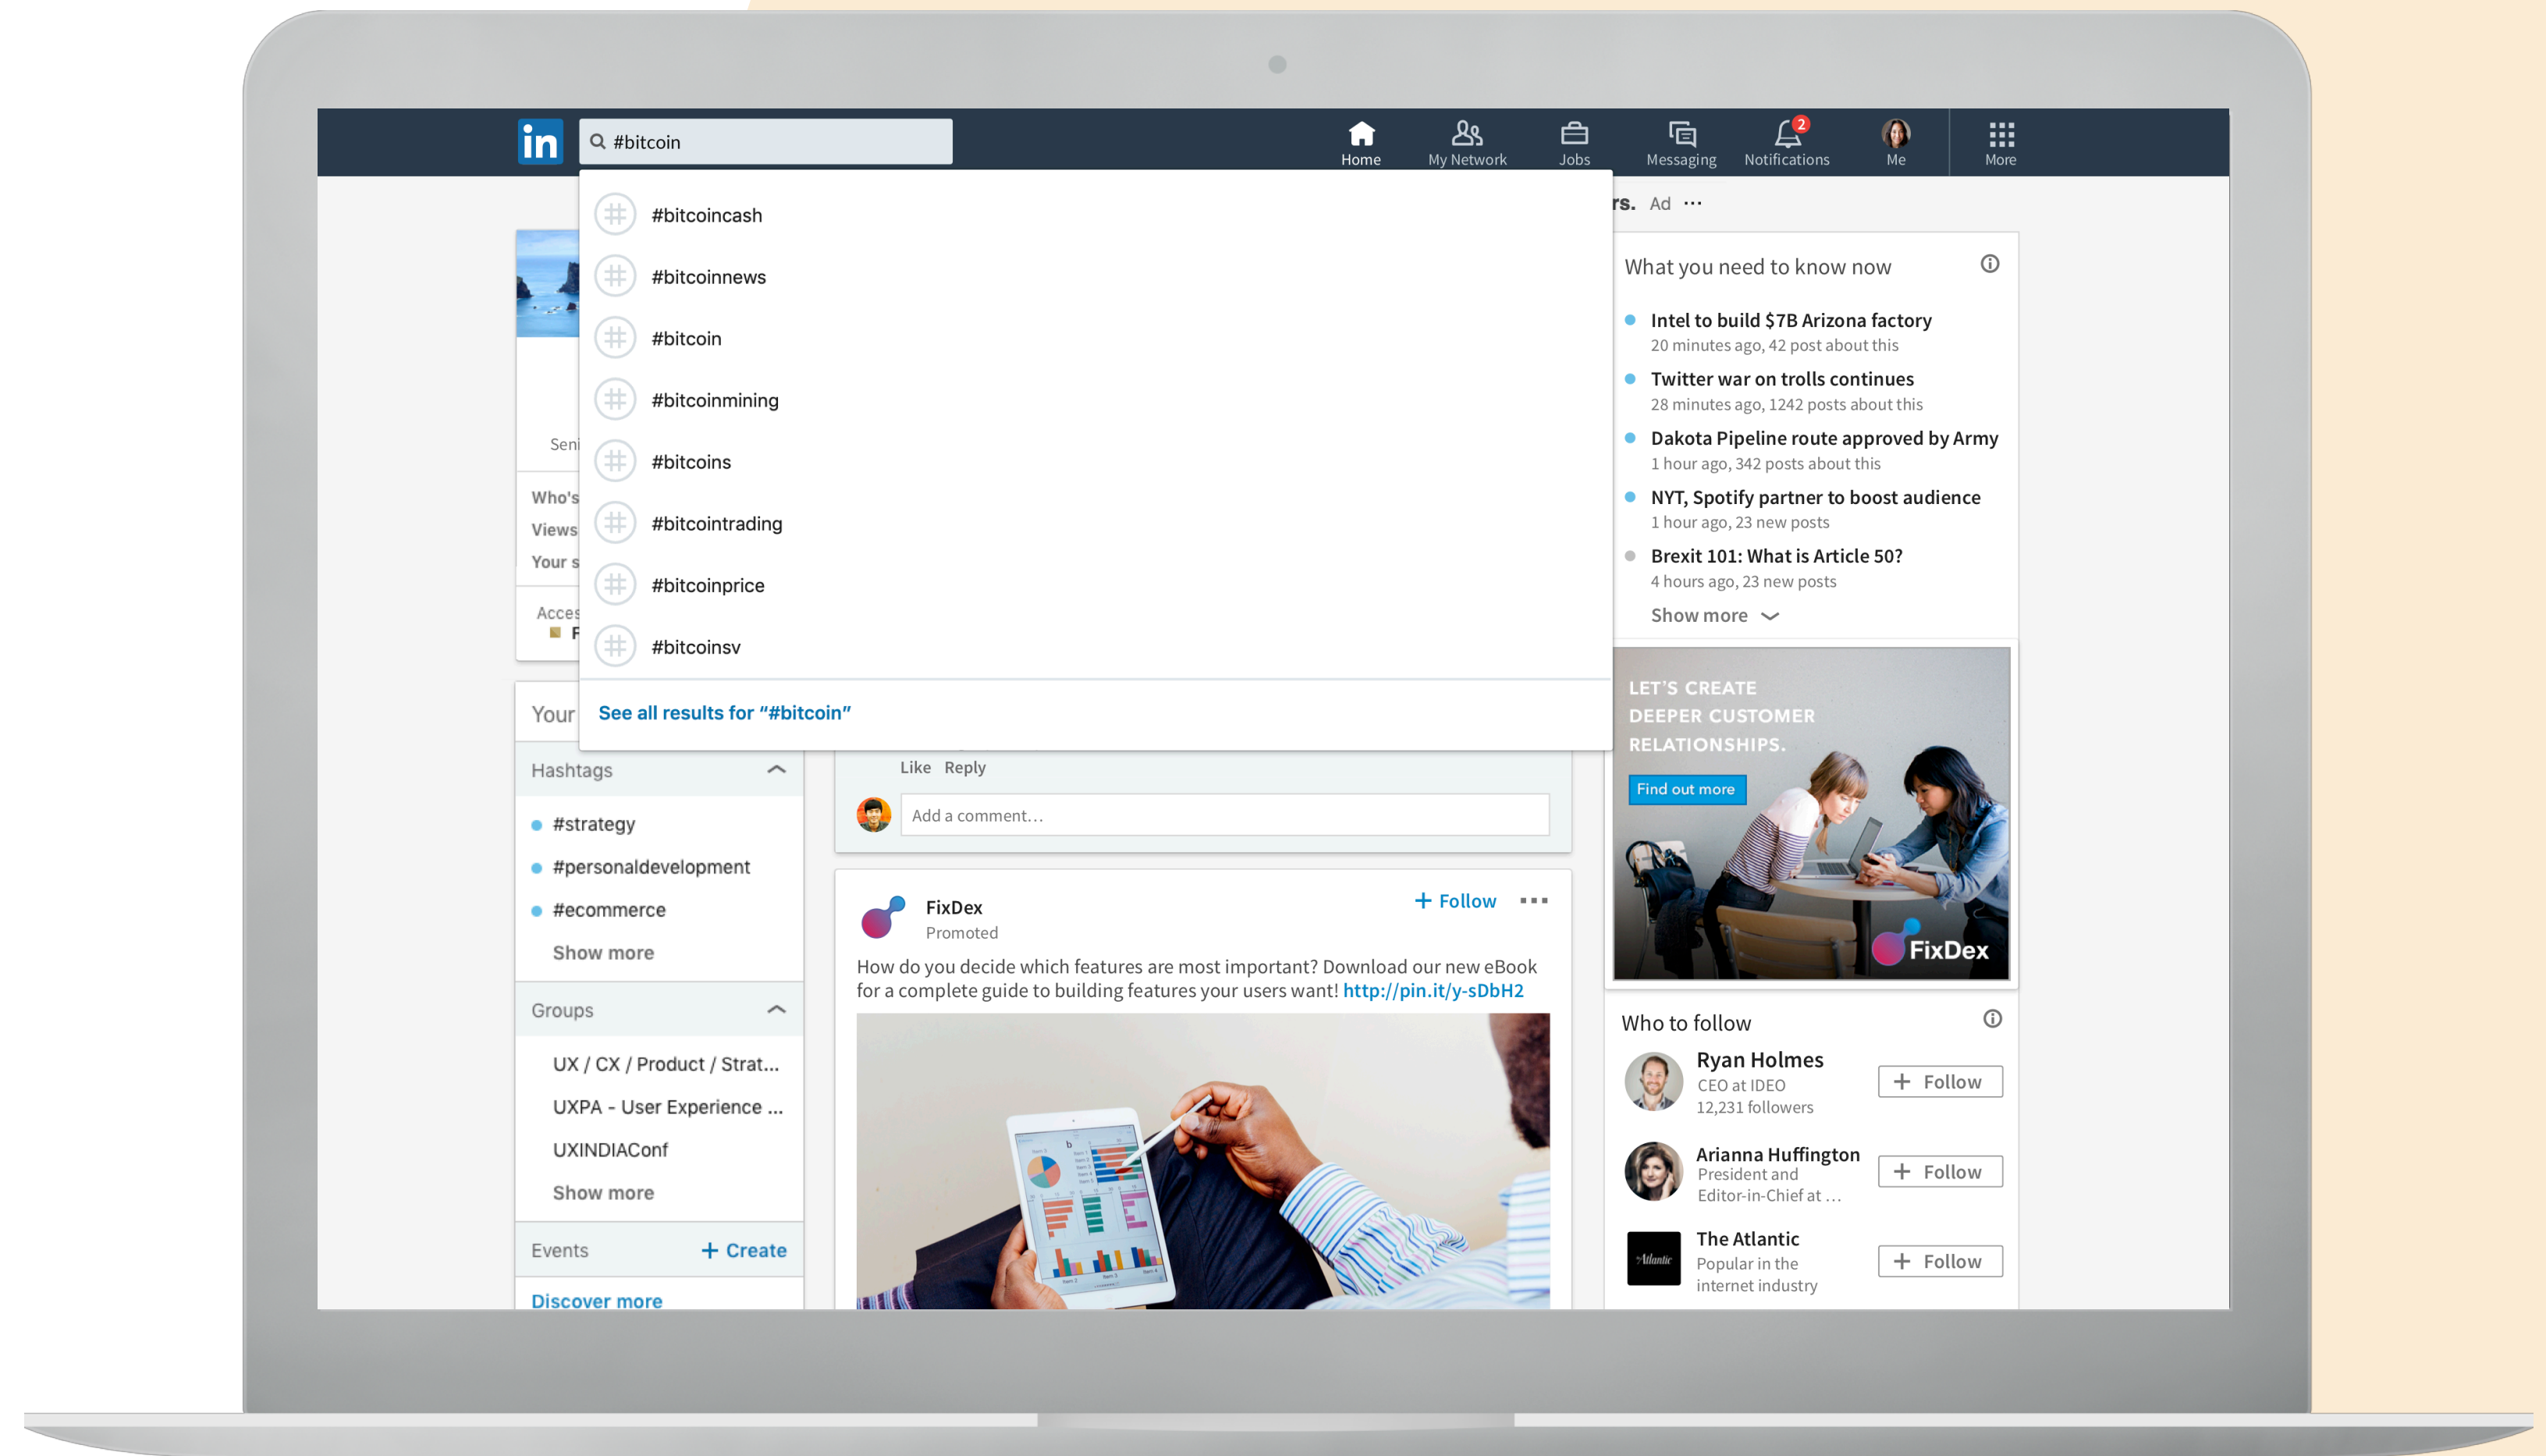 in
#bitcoin
Home
My Network
Jobs
Messaging
2
Notifications
Me
More
#bitcoincash
#bitcoinnews
#bitcoin
#bitcoinmining
#bitcoins
#bitcointrading
#bitcoinprice
#bitcoinsv
See all results for “#bitcoin”
Seni
Who's
Views
Your s
Acces
F
Your
Hashtags
#strategy
#personaldevelopment
#ecommerce
Show more
Groups
UX / CX / Product / Strat...
UXPA - User Experience ...
UXINDIAConf
Show more
Events
+ Create
Discover more
Like Reply
Add a comment…
FixDex
Promoted
+ Follow
How do you decide which features are most important? Download our new eBook
for a complete guide to building features your users want! http://pin.it/y-sDbH2
rs. Ad ...
What you need to know now
Intel to build $7B Arizona factory
20 minutes ago, 42 post about this
Twitter war on trolls continues
28 minutes ago, 1242 posts about this
Dakota Pipeline route approved by Army
1 hour ago, 342 posts about this
NYT, Spotify partner to boost audience
1 hour ago, 23 new posts
Brexit 101: What is Article 50?
4 hours ago, 23 new posts
Show more
LET’S CREATE
DEEPER CUSTOMER
RELATIONSHIPS.
Find out more
FixDex
Who to follow
Ryan Holmes
CEO at IDEO
12,231 followers
+ Follow
Arianna Huffington
President and
Editor-in-Chief at …
+ Follow
Atlantic
The Atlantic
Popular in the
internet industry
+ Follow